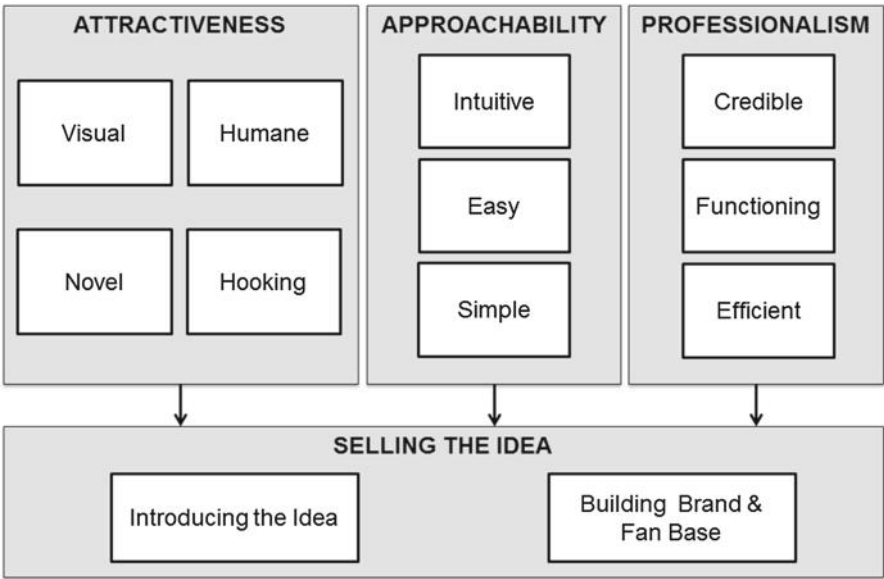 ATTRACTIVENESS
Visual
Humane
Novel
Hooking
APPROACHABILITY
Intuitive
Easy
Simple
PROFESSIONALISM
Credible
Functioning
Efficient
SELLING THE IDEA
Introducing the Idea
Building Brand &
Fan Base